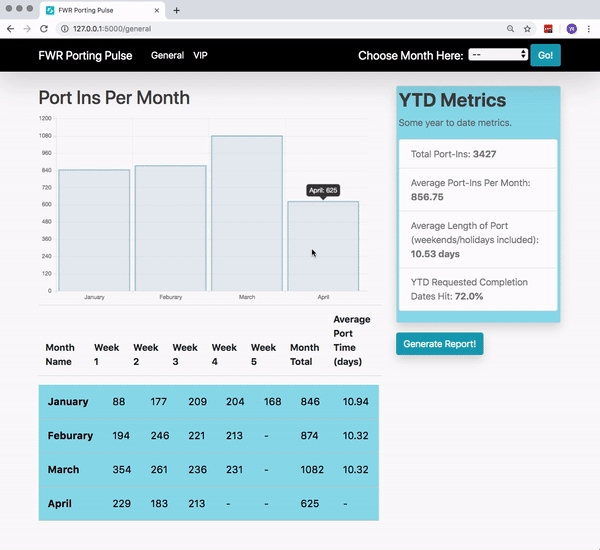 FWR Porting Pulse
127.0.0.1:5000/general
FWR Porting Pulse General VIP Choose Month Here: -- Go!
Port Ins Per Month
1200
1080
960
840
720
600
480
360
240
120
0
April: 625
January Feburary March April
Month Name Week 1 Week 2 Week 3 Week 4 Week 5 Month Total Average Port Time (days)
January 88 177 209 204 168 846 10.94
Feburary 194 246 221 213 - 874 10.32
March 354 261 236 231 - 1082 10.32
April 229 183 213 - - 625 -
YTD Metrics
Some year to date metrics.
Total Port-Ins: 3427
Average Port-Ins Per Month:
856.75
Average Length of Port
(weekends/holidays included):
10.53 days
YTD Requested Completion
Dates Hit: 72.0%
Generate Report!